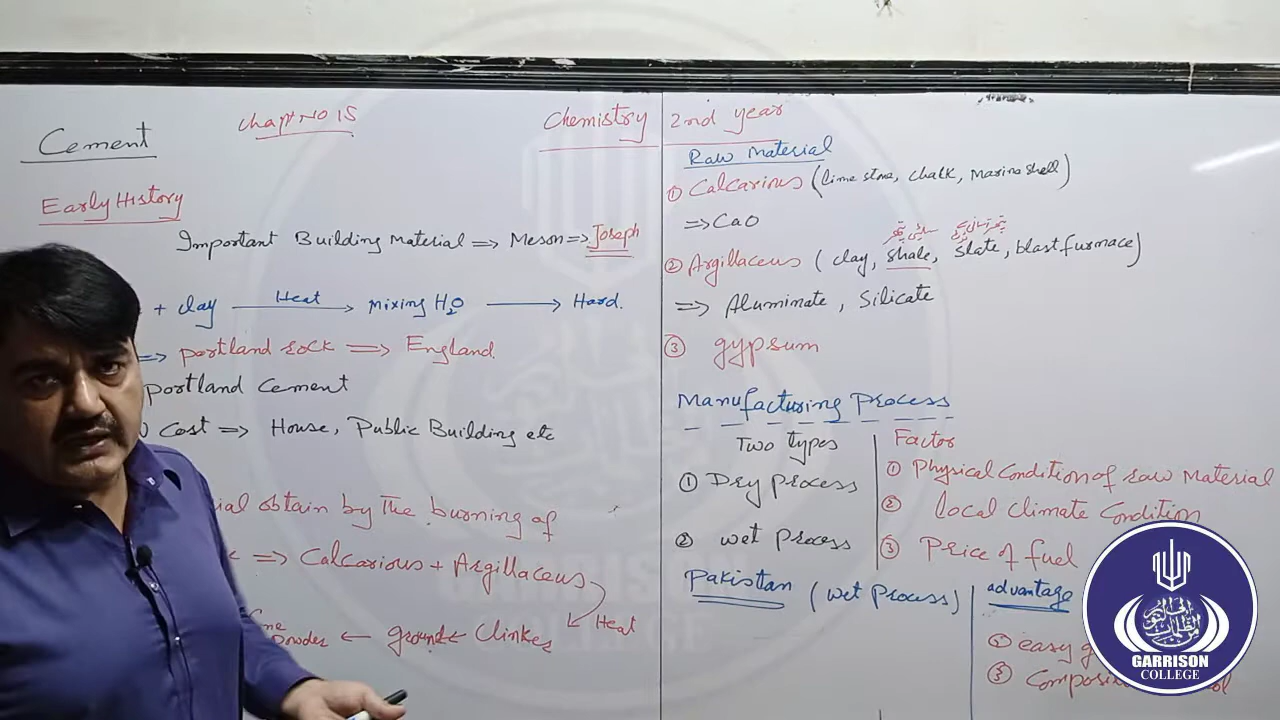 Cement
Chapt No 15
Chemistry 2nd year
Early History
Important Building Material ⇒ Meson ⇒ Joseph
+ clay Heat → mixing H₂O → Hard.
⇒ portland rock ⇒ England.
portland Cement
Cost ⇒ House, Public Building etc
obtain by The burning of
⇒ Calcarious + Argillaceus
Heat
Powder ← ground ← Clinker
Raw Material
① Calcarious (lime stone, chalk, Marine shell)
⇒ CaO
② Argillaceus (clay, shale, slate, blast furnace)
⇒ Aluminate, Silicate
③ gypsum
Manufacturing Process
Two types
① Dry process
② wet process
Factor
① Physical Condition of raw Material
② Local Climate Condition
③ Price of fuel
Pakistan (wet process)
advantage
easy
③
GARRISON
COLLEGE